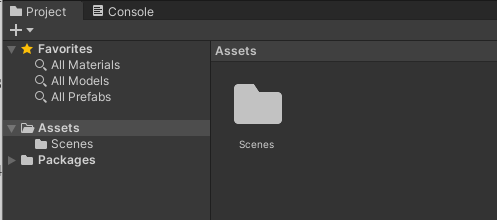 Project
Console
Favorites
All Materials
All Models
All Prefabs
Assets
Scenes
Packages
Assets
Scenes